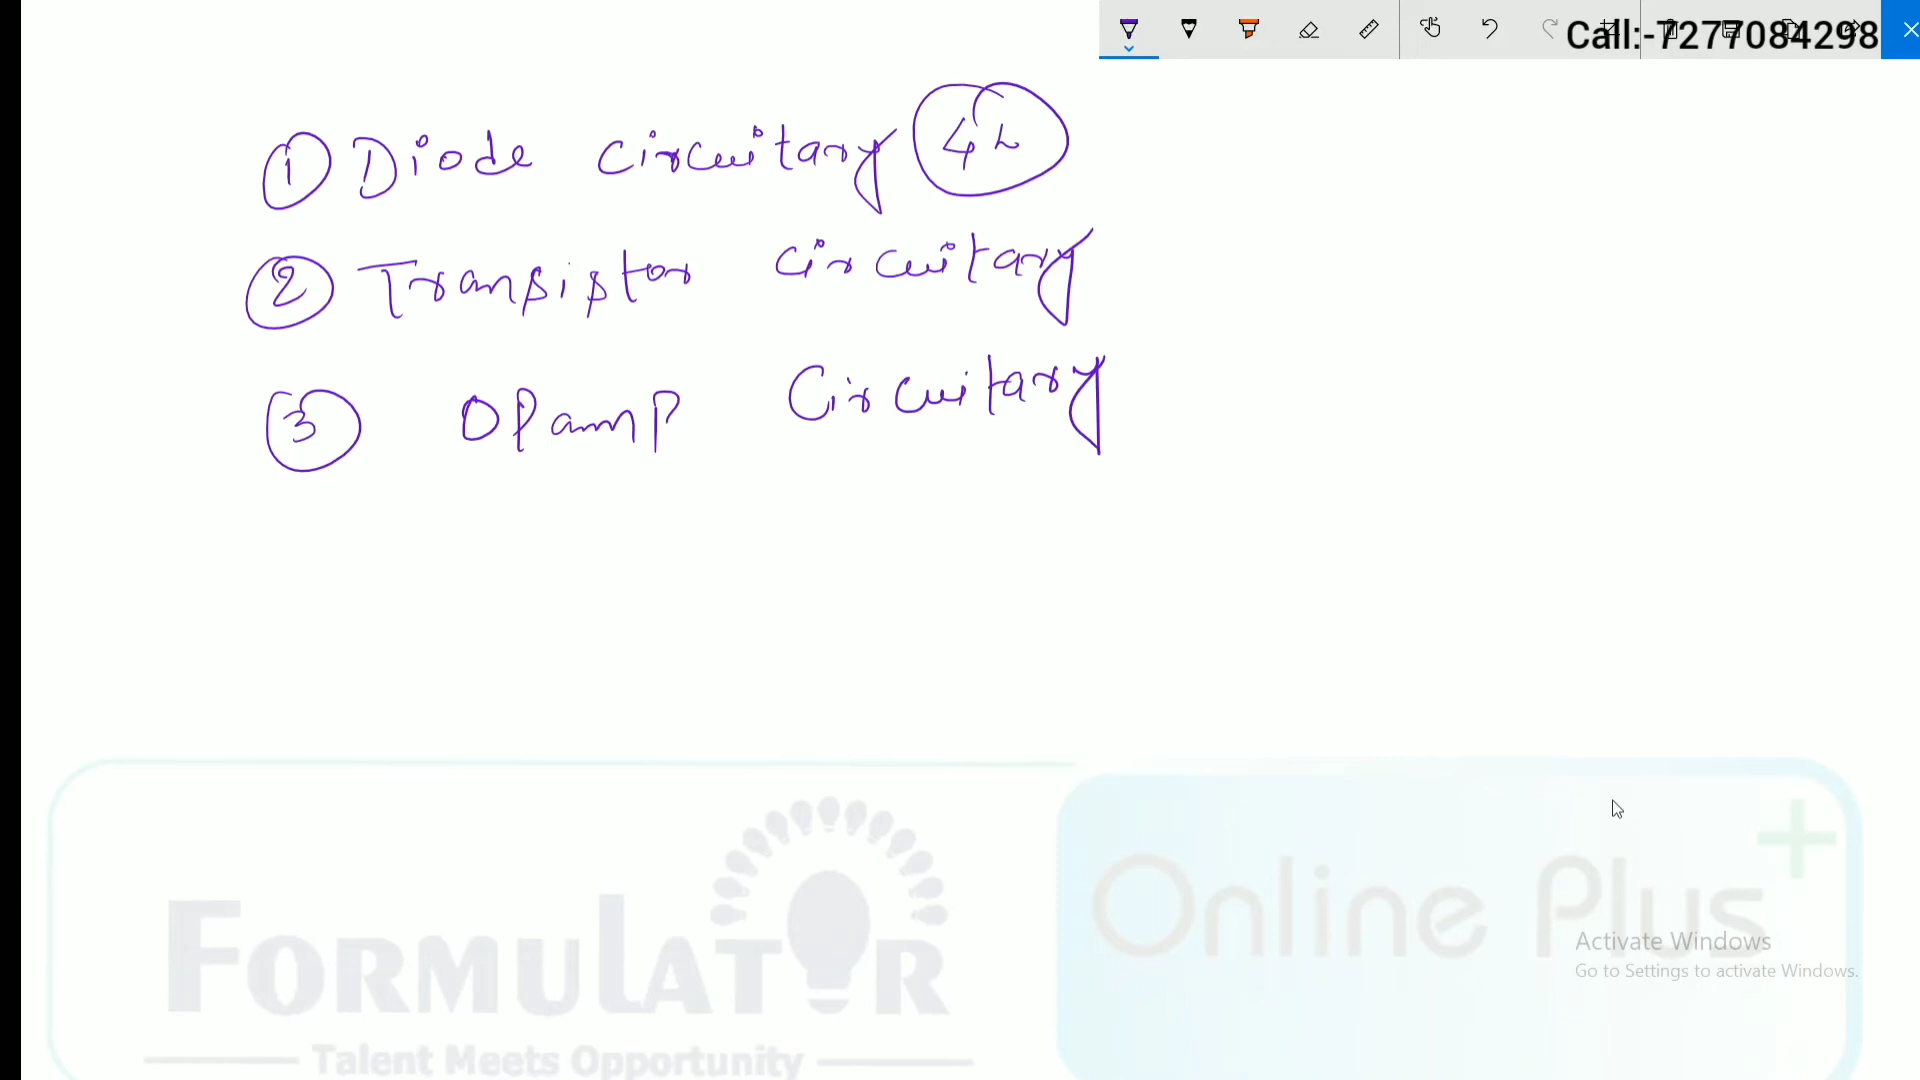 Call:-7277084298
① Diode Circuitary 4h
② Transistor Circuitary
③ OPamp Circuitary
FORMULATOR
Talent Meets Opportunity
Online Plus+
Activate Windows
Go to Settings to activate Windows.